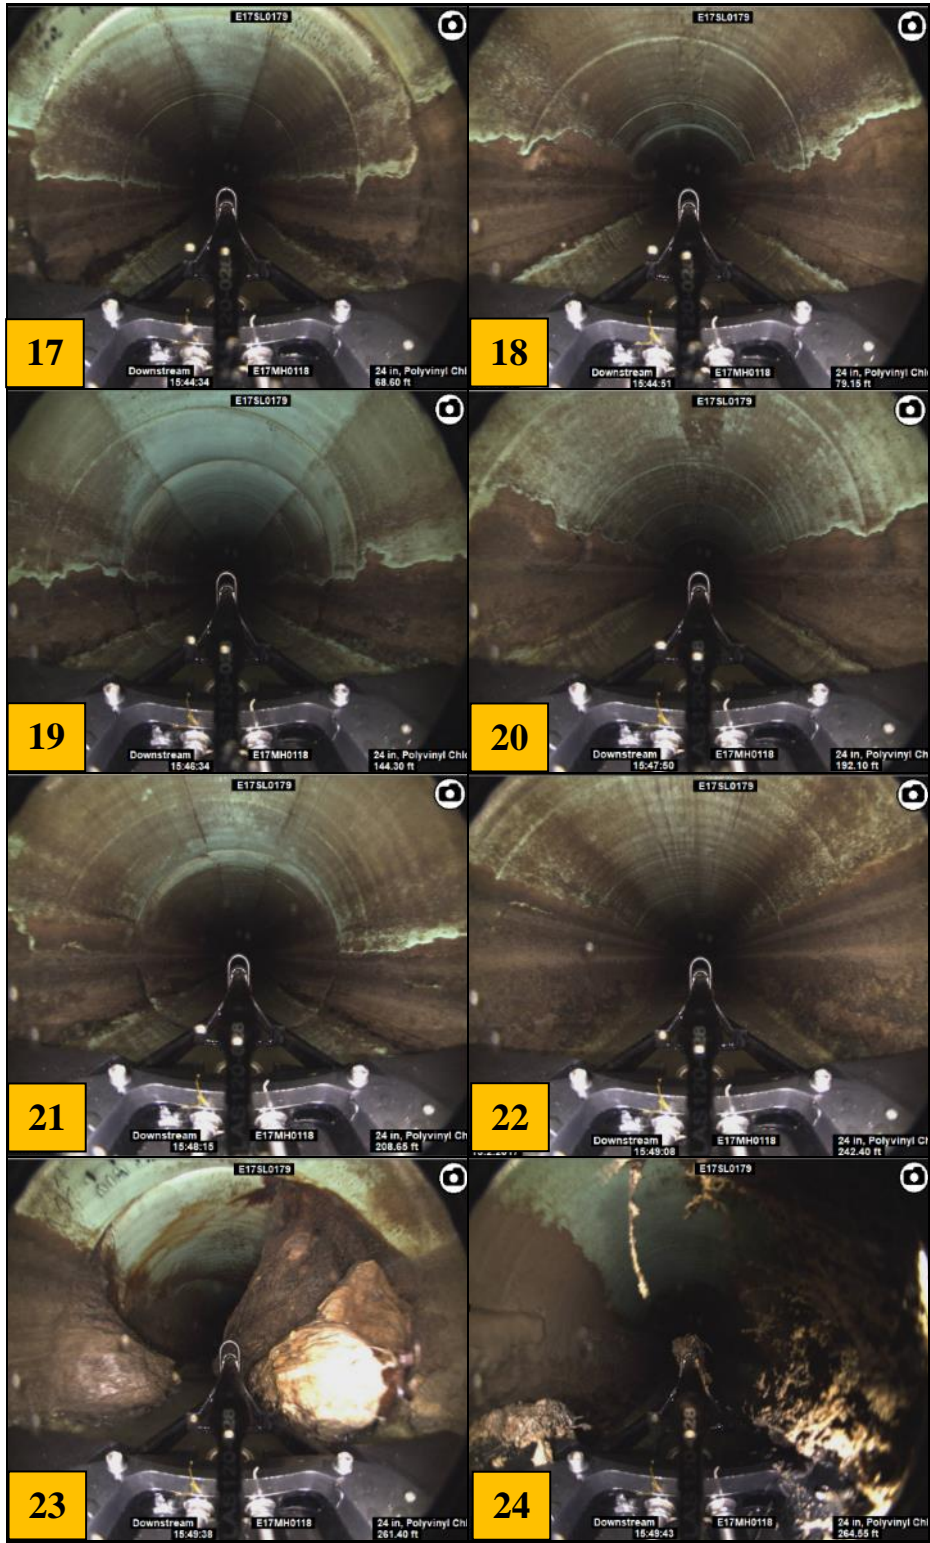 E17SL0179
17
Downstream
15:44:34
E17MH0118
24 in, Polyvinyl Chl
68.60 ft
E17SL0179
18
Downstream
15:44:51
E17MH0118
24 in, Polyvinyl Chl
79.15 ft
E17SL0179
19
Downstream
15:46:34
E17MH0118
24 in, Polyvinyl Chl
144.30 ft
E17SL0179
20
Downstream
15:47:50
E17MH0118
24 in, Polyvinyl Chl
192.10 ft
E17SL0179
21
Downstream
15:48:15
E17MH0118
24 in, Polyvinyl Ch
208.65 ft
E17SL0179
22
Downstream
15:49:08
E17MH0118
24 in, Polyvinyl Ch
242.40 ft
E17SL0179
23
Downstream
15:49:38
E17MH0118
24 in, Polyvinyl Chl
261.40 ft
E17SL0179
24
Downstream
15:49:43
E17MH0118
24 in, Polyvinyl Chl
264.55 ft